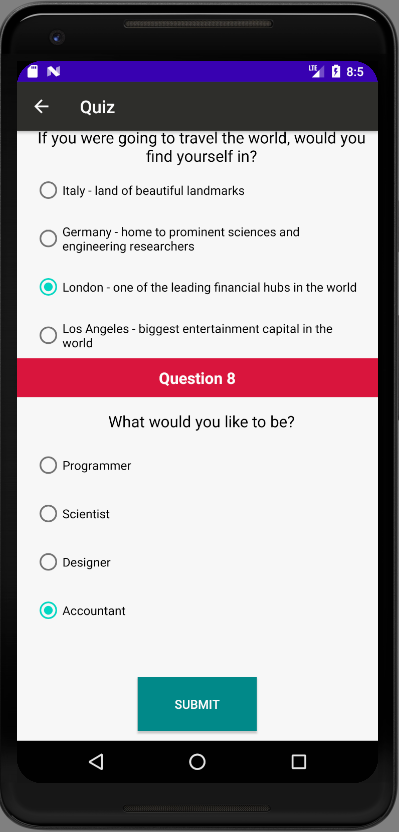 LTE 8:5
Quiz
If you were going to travel the world, would you
find yourself in?
Italy - land of beautiful landmarks
Germany - home to prominent sciences and
engineering researchers
London - one of the leading financial hubs in the world
Los Angeles - biggest entertainment capital in the
world
Question 8
What would you like to be?
Programmer
Scientist
Designer
Accountant
SUBMIT